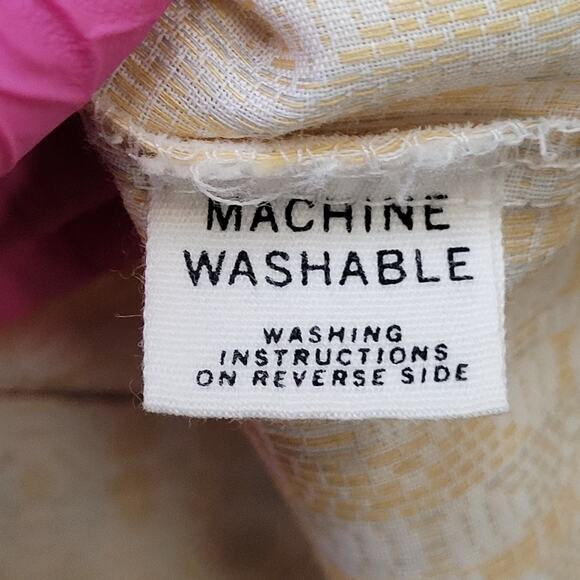 MACHINE
WASHABLE
WASHING
INSTRUCTIONS
ON REVERSE SIDE